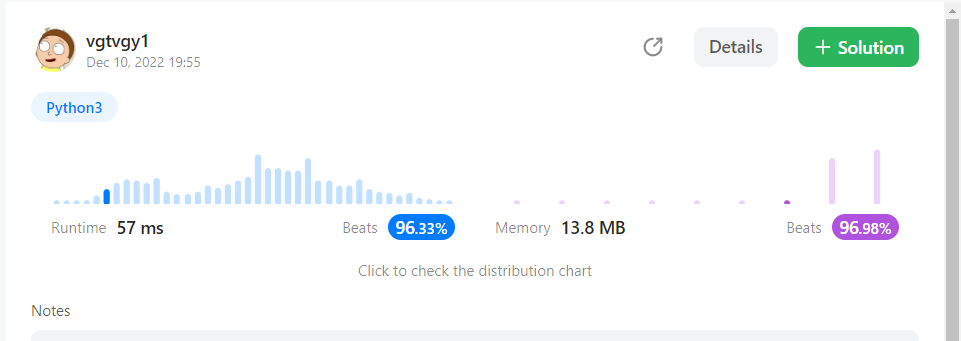 vgtvgy1
Dec 10, 2022 19:55
Details
+ Solution
Python3
Runtime 57 ms Beats 96.33% Memory 13.8 MB Beats 96.98%
Click to check the distribution chart
Notes